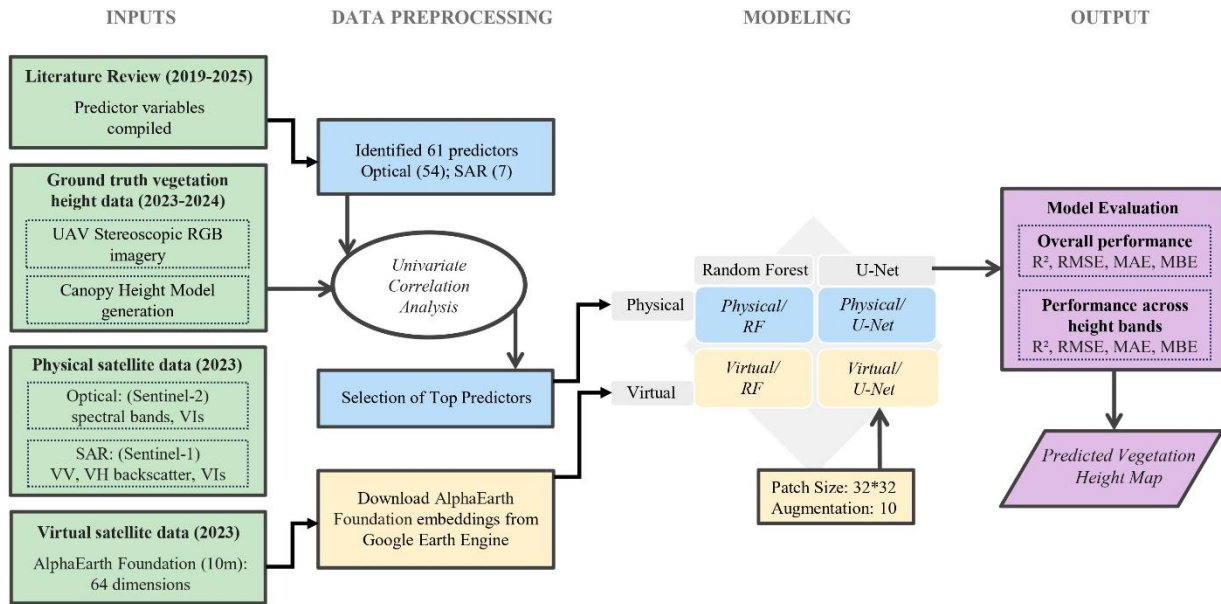 INPUTS
DATA PREPROCESSING
MODELING
OUTPUT
Literature Review (2019-2025)
Predictor variables
compiled
Ground truth vegetation
height data (2023-2024)
UAV Stereoscopic RGB
imagery
Canopy Height Model
generation
Physical satellite data (2023)
Optical: (Sentinel-2)
spectral bands, VIs
SAR: (Sentinel-1)
VV, VH backscatter, VIs
Virtual satellite data (2023)
AlphaEarth Foundation (10m):
64 dimensions
Identified 61 predictors
Optical (54); SAR (7)
Univariate
Correlation
Analysis
Selection of Top Predictors
Download AlphaEarth
Foundation embeddings from
Google Earth Engine
Random Forest
U-Net
Physical
Physical/
RF
Physical/
U-Net
Virtual
Virtual/
RF
Virtual/
U-Net
Patch Size: 32*32
Augmentation: 10
Model Evaluation
Overall performance
R², RMSE, MAE, MBE
Performance across
height bands
R², RMSE, MAE, MBE
Predicted Vegetation
Height Map